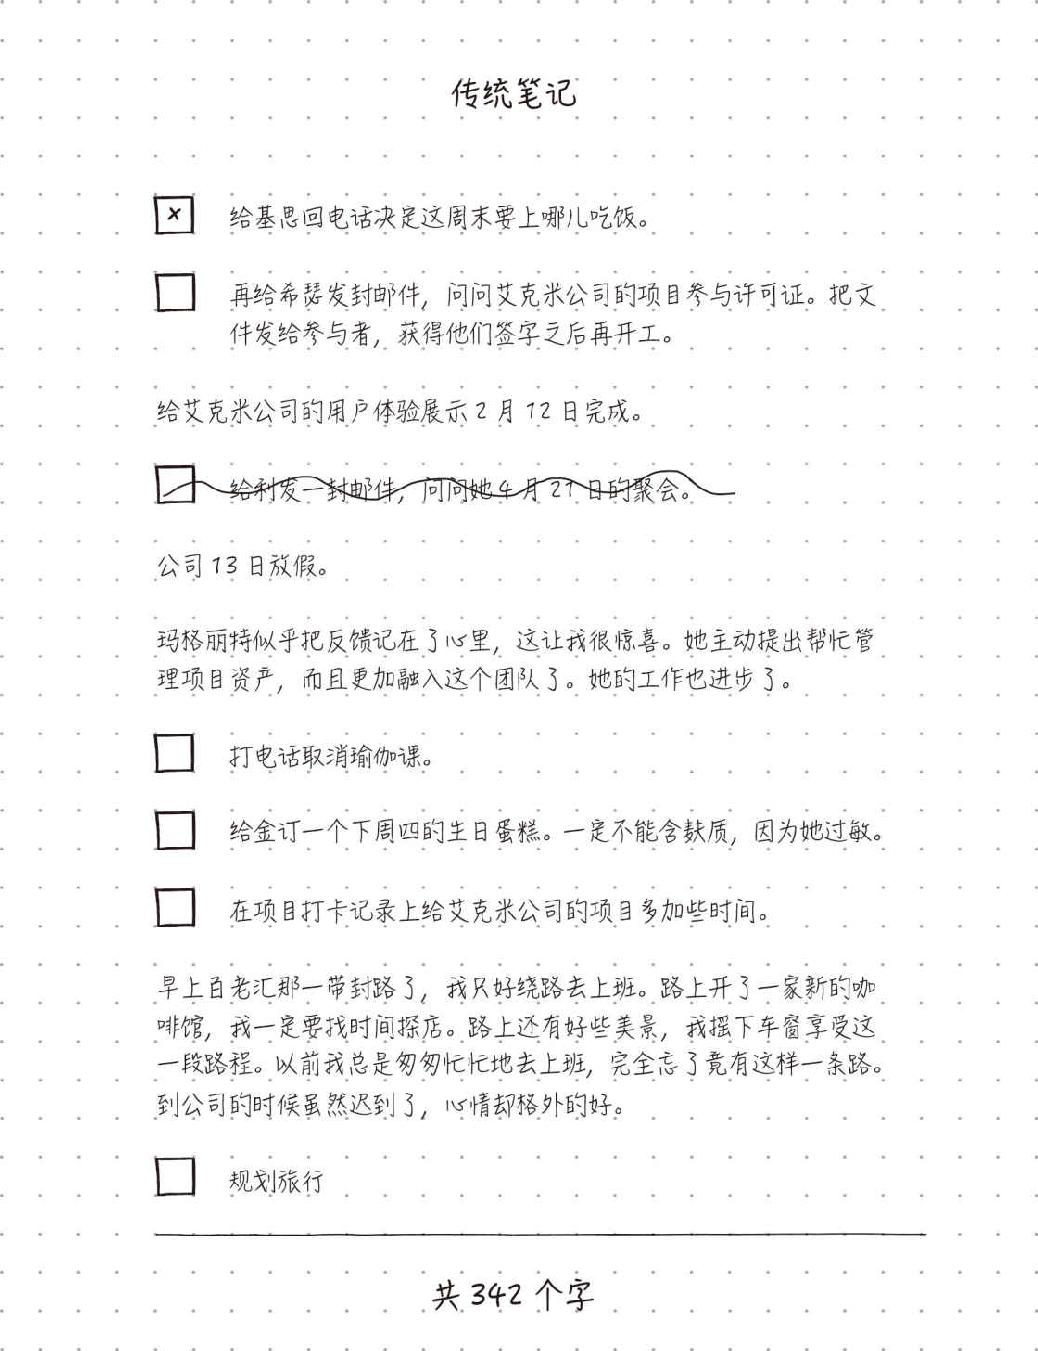 传统笔记
给基思回电话决定这周末要上哪儿吃饭。
再给希瑟发封邮件，问问艾克米公司的项目参与许可证。把文
件发给参与者，获得他们签字之后再开工。
给艾克米公司的用户体验展示 2 月 12 日完成。
给利发一封邮件，问问她 4 月 21 日的聚会。
公司 13 日放假。
玛格丽特似乎把反馈记在了心里，这让我很惊喜。她主动提出帮忙管
理项目资产，而且更加融入这个团队了。她的工作也进步了。
打电话取消瑜伽课。
给金订一个下周四的生日蛋糕。一定不能含麸质，因为她过敏。
在项目打卡记录上给艾克米公司的项目多加些时间。
早上百老汇那一带封路了，我只好绕路去上班。路上开了一家新的咖
啡馆，我一定要找时间探店。路上还有好些美景，我摇下车窗享受这
一段路程。以前我总是匆匆忙忙地去上班，完全忘了竟有这样一条路。
到公司的时候虽然迟到了，心情却格外的好。
规划旅行
共 342 个字